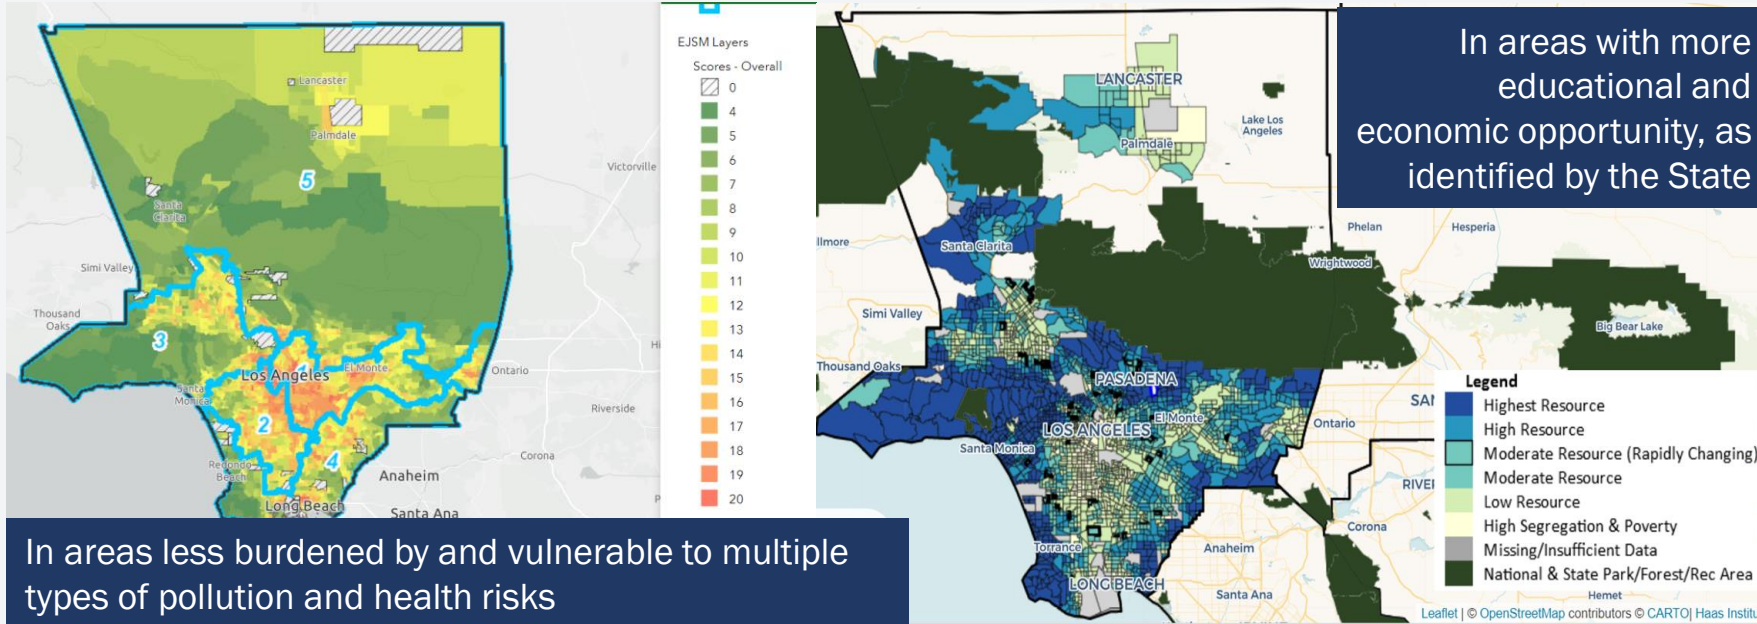 EJSM Layers
Scores - Overall
0
4
5
6
7
8
9
10
11
12
13
14
15
16
17
18
19
20
Lancaster
Palmdale
Victorville
5
Santa
Clarita
Simi Valley
Thousand
Oaks
3
Los Angeles
El Monte
Ontario
Santa
Monica
Riverside
2
4
Redondo
Beach
Corona
Anaheim
Long Beach
Santa Ana
In areas less burdened by and vulnerable to multiple
types of pollution and health risks
In areas with more
educational and
economic opportunity, as
identified by the State
LANCASTER
Lake Los
Angeles
Palmdale
Phelan
Hesperia
llmore
Santa Clarita
Wrightwood
Simi Valley
Big Bear Lake
Thousand Oaks
PASADENA
El Monte
LOS ANGELES
Ontario
Santa Monica
SAN
RIVER
Corona
Torrance
Anaheim
LONG BEACH
Santa Ana
Legend
Highest Resource
High Resource
Moderate Resource (Rapidly Changing)
Moderate Resource
Low Resource
High Segregation & Poverty
Missing/Insufficient Data
National & State Park/Forest/Rec Area
Hemet
Leaflet | © OpenStreetMap contributors © CARTO| Haas Institu